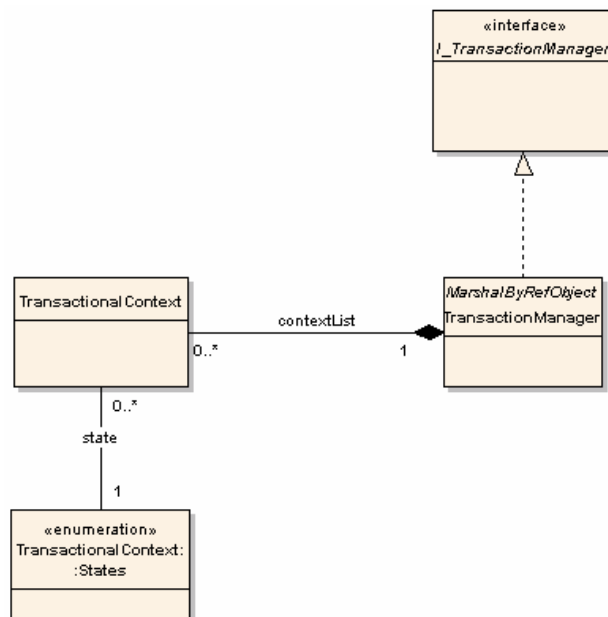 «interface»
I_TransactionManager
MarshalByRefObject
TransactionManager
TransactionalContext
contextList
0..*
1
0..*
state
1
«enumeration»
TransactionalContext:
:States